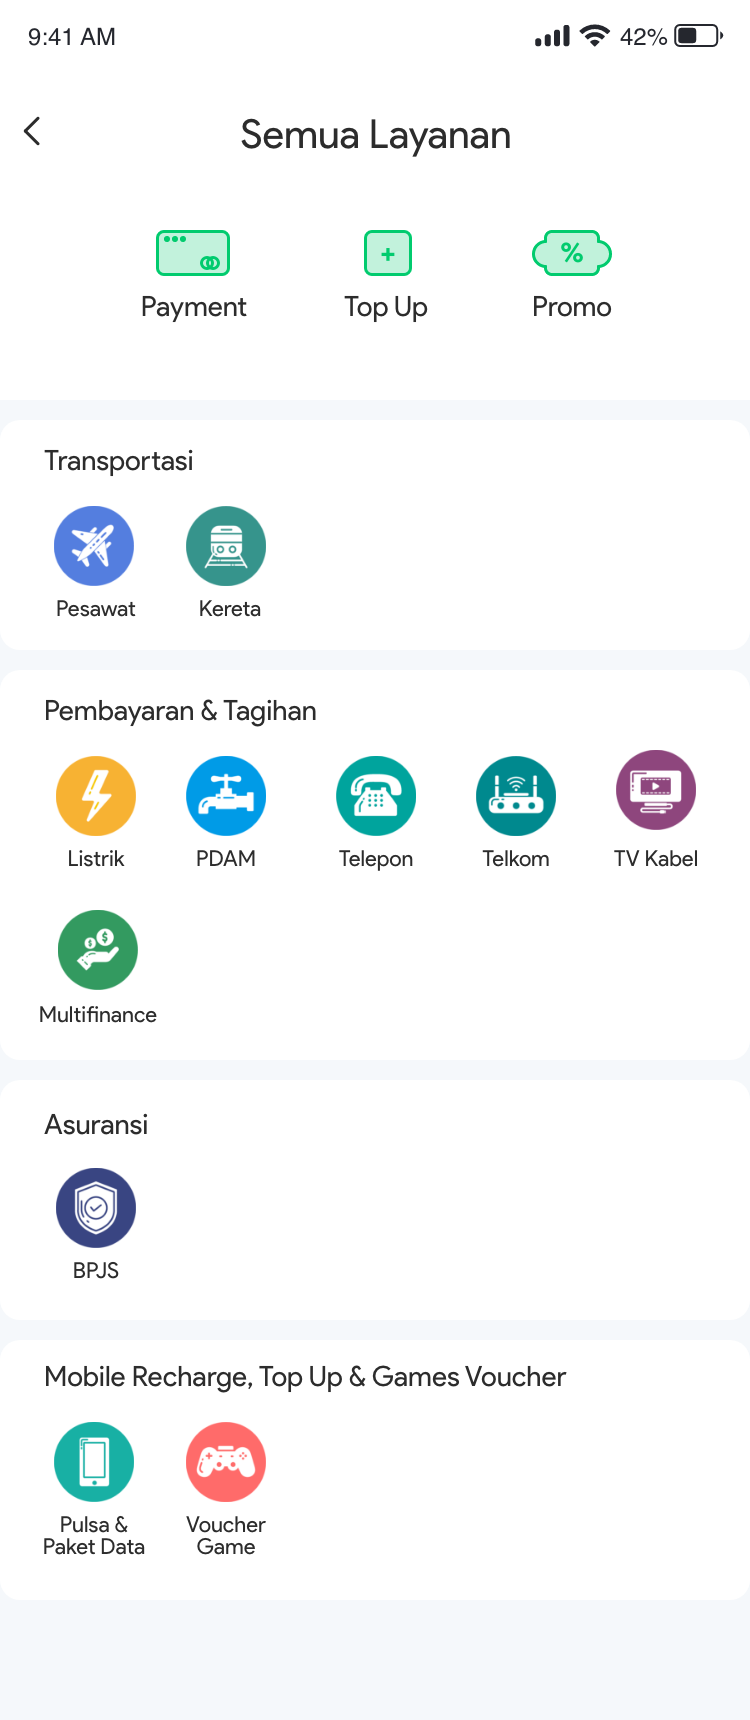 9:41 AM 42%
Semua Layanan
Payment Top Up Promo
Transportasi
Pesawat Kereta
Pembayaran & Tagihan
Listrik PDAM Telepon Telkom TV Kabel
Multifinance
Asuransi
BPJS
Mobile Recharge, Top Up & Games Voucher
Pulsa & Voucher
Paket Data Game